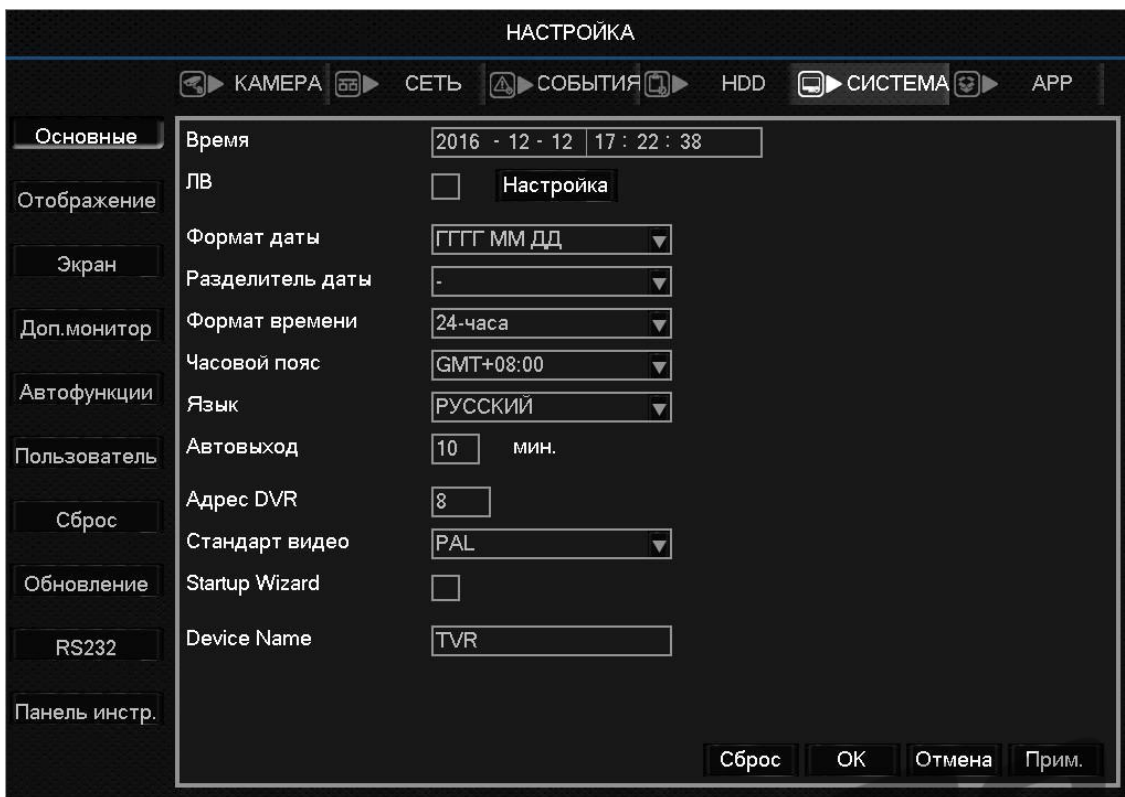 НАСТРОЙКА
КАМЕРА СЕТЬ СОБЫТИЯ HDD СИСТЕМА APP
Основные
Отображение
Экран
Доп.монитор
Автофункции
Пользователь
Сброс
Обновление
RS232
Панель инстр.
Время 2016 - 12 - 12 17 : 22 : 38
ЛВ Настройка
Формат даты ГГГГ ММ ДД
Разделитель даты -
Формат времени 24-часа
Часовой пояс GMT+08:00
Язык РУССКИЙ
Автовыход 10 мин.
Адрес DVR 8
Стандарт видео PAL
Startup Wizard
Device Name TVR
Сброс OK Отмена Прим.